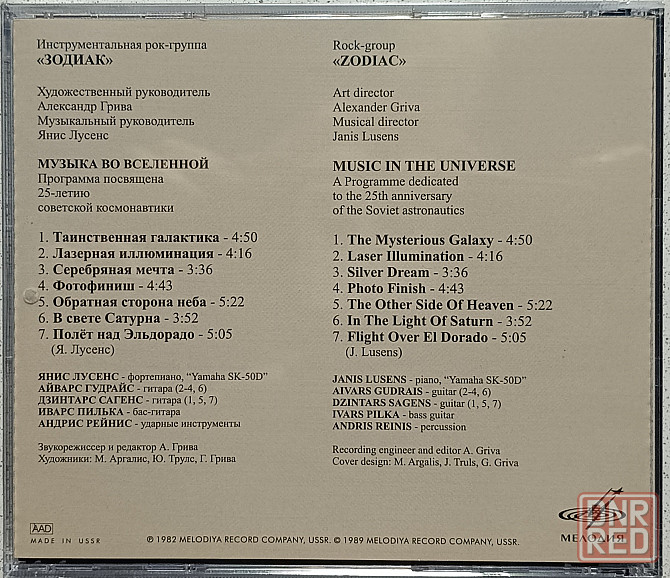 Инструментальная рок-группа
«ЗОДИАК»
Художественный руководитель
Александр Грива
Музыкальный руководитель
Янис Лусенс
МУЗЫКА ВО ВСЕЛЕННОЙ
Программа посвящена
25-летию
советской космонавтики
1. Таинственная галактика - 4:50
2. Лазерная иллюминация - 4:16
3. Серебряная мечта - 3:36
4. Фотофиниш - 4:43
5. Обратная сторона неба - 5:22
6. В свете Сатурна - 3:52
7. Полёт над Эльдорадо - 5:05
(Я. Лусенс)
ЯНИС ЛУСЕНС - фортепиано, "Yamaha SK-50D"
АЙВАРС ГУДРАЙС - гитара (2-4, 6)
ДЗИНТАРС САГЕНС - гитара (1, 5, 7)
ИВАРС ПИЛЬКА - бас-гитара
АНДРИС РЕЙНИС - ударные инструменты
Звукорежиссер и редактор А. Грива
Художники: М. Аргалис, Ю. Трулс, Г. Грива
Rock-group
«ZODIAC»
Art director
Alexander Griva
Musical director
Janis Lusens
MUSIC IN THE UNIVERSE
A Programme dedicated
to the 25th anniversary
of the Soviet astronautics
1. The Mysterious Galaxy - 4:50
2. Laser Illumination - 4:16
3. Silver Dream - 3:36
4. Photo Finish - 4:43
5. The Other Side Of Heaven - 5:22
6. In The Light Of Saturn - 3:52
7. Flight Over El Dorado - 5:05
(J. Lusens)
JANIS LUSENS - piano, "Yamaha SK-50D"
AIVARS GUDRAIS - guitar (2-4, 6)
DZINTARS SAGENS - guitar (1, 5, 7)
IVARS PILKA - bass guitar
ANDRIS REINIS - percussion
Recording engineer and editor A. Griva
Cover design: M. Argalis, J. Truls, G. Griva
AAD
MADE IN USSR
℗ 1982 MELODIYA RECORD COMPANY, USSR. © 1989 MELODIYA RECORD COMPANY, USSR.
МЕЛОДИЯ
UNR
RED